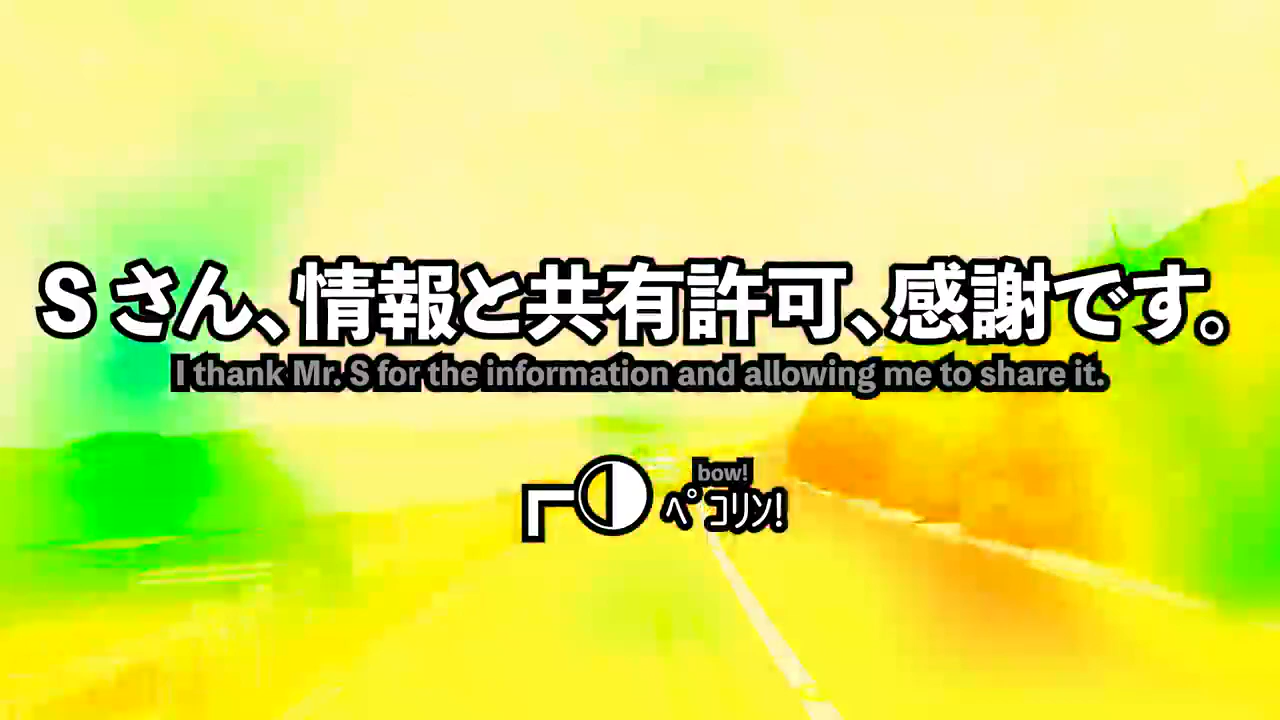 Sさん、情報と共有許可、感謝です。
I thank Mr. S for the information and allowing me to share it.
bow!
┌◑ ﾍﾟｺﾘﾝ!